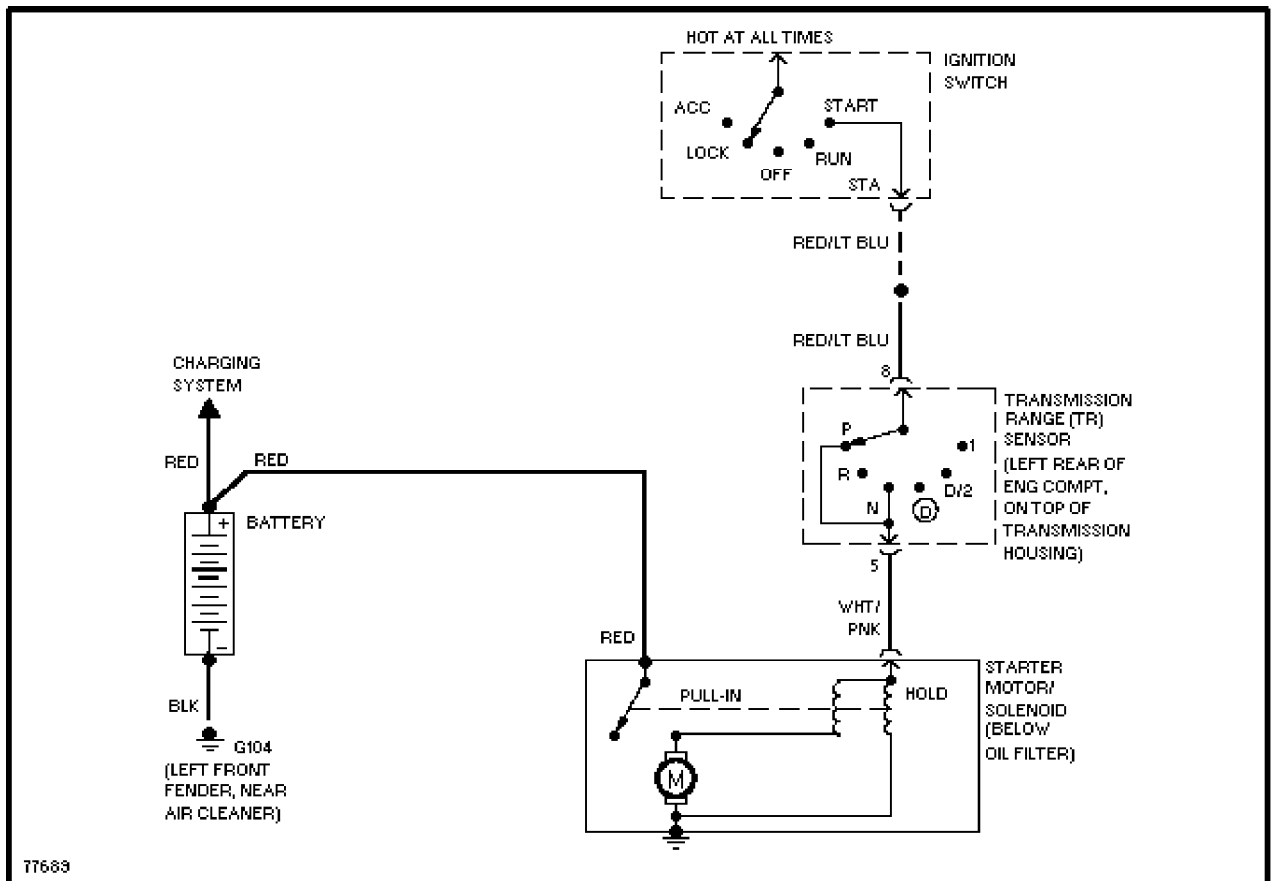 HOT AT ALL TIMES
IGNITION
SWITCH
ACC
START
LOCK
OFF
RUN
STA
RED/LT BLU
RED/LT BLU
8
TRANSMISSION
RANGE (TR)
SENSOR
(LEFT REAR OF
ENG COMPT,
ON TOP OF
TRANSMISSION
HOUSING)
P
1
R
D/2
N
D
5
CHARGING
SYSTEM
RED
RED
+
BATTERY
-
BLK
G104
(LEFT FRONT
FENDER, NEAR
AIR CLEANER)
WHT/
PNK
RED
STARTER
MOTOR/
SOLENOID
(BELOW
OIL FILTER)
PULL-IN
HOLD
M
77689